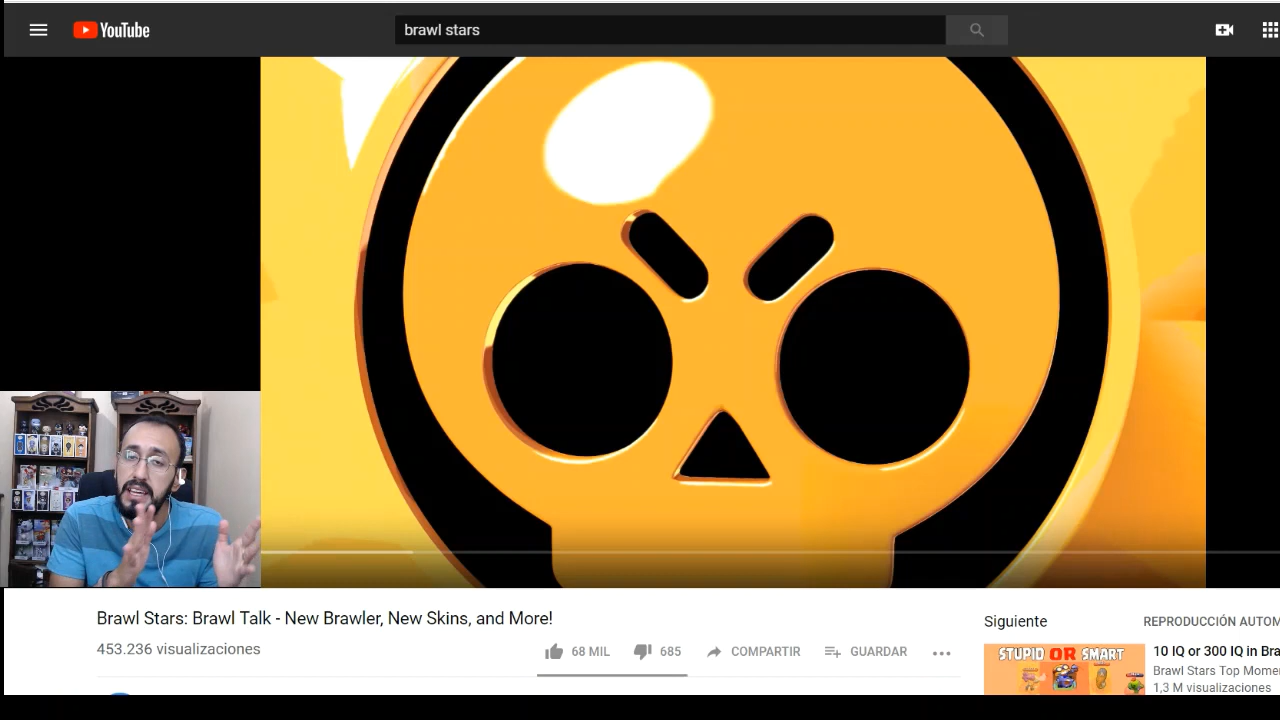 YouTube
brawl stars
Brawl Stars: Brawl Talk - New Brawler, New Skins, and More!
453.236 visualizaciones
68 MIL
685
COMPARTIR
GUARDAR
Siguiente
REPRODUCCIÓN AUTOM
STUPID OR SMART
10 IQ or 300 IQ in Bra
Brawl Stars Top Momen
1,3 M visualizaciones